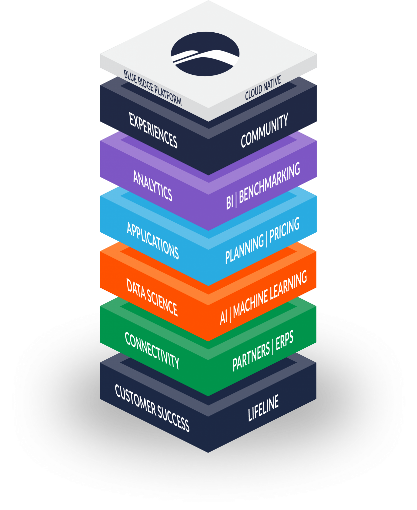 BLUE RIDGE PLATFORM
CLOUD NATIVE
EXPERIENCES
COMMUNITY
ANALYTICS
BI | BENCHMARKING
APPLICATIONS
PLANNING | PRICING
DATA SCIENCE
AI | MACHINE LEARNING
CONNECTIVITY
PARTNERS | ERPS
CUSTOMER SUCCESS
LIFELINE